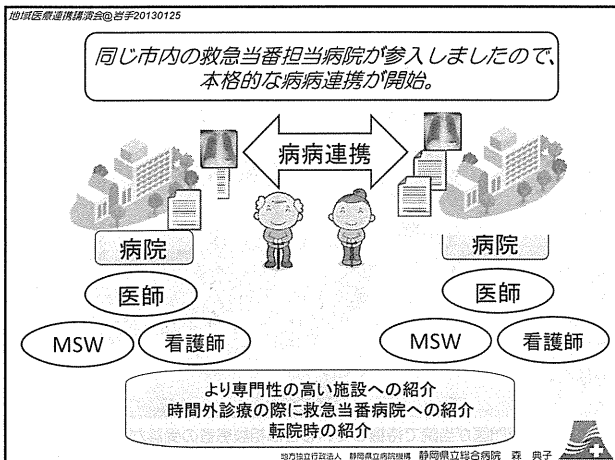 地域医療連携講演会@岩手20130125
同じ市内の救急当番担当病院が参入しましたので、
本格的な病病連携が開始。
病病連携
病院
病院
医師
医師
MSW
看護師
MSW
看護師
より専門性の高い施設への紹介
時間外診療の際に救急当番病院への紹介
転院時の紹介
地方独立行政法人 静岡県立病院機構 静岡県立総合病院 森 典子